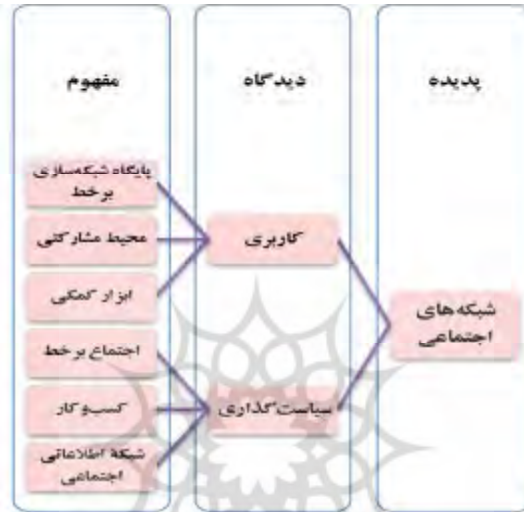 پدیده
دیدگاه
مفهوم
شبکه‌های
اجتماعی
کاربری
سیاست‌گذاری
پایگاه شبکه‌سازی
برخط
محیط مشارکتی
ابزار کمکی
اجتماع برخط
کسب‌و‌کار
شبکۀ اطلاعاتی
اجتماعی